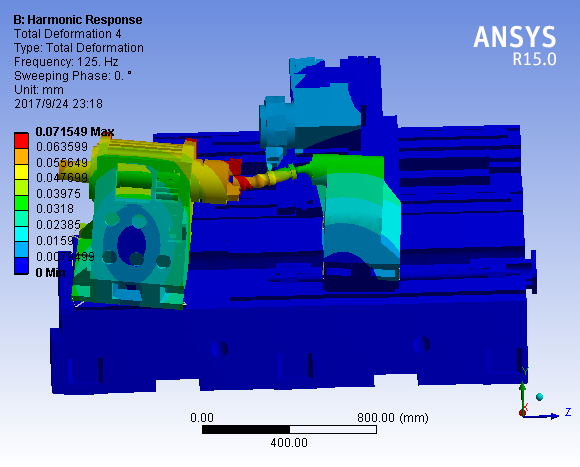 B: Harmonic Response
Total Deformation 4
Type: Total Deformation
Frequency: 125. Hz
Sweeping Phase: 0. °
Unit: mm
2017/9/24 23:18
ANSYS
R15.0
0.071549 Max
0.063599
0.055649
0.047699
0.03975
0.0318
0.02385
0.0159
0.0079499
0 Min
Y
X
Z
0.00
800.00 (mm)
400.00